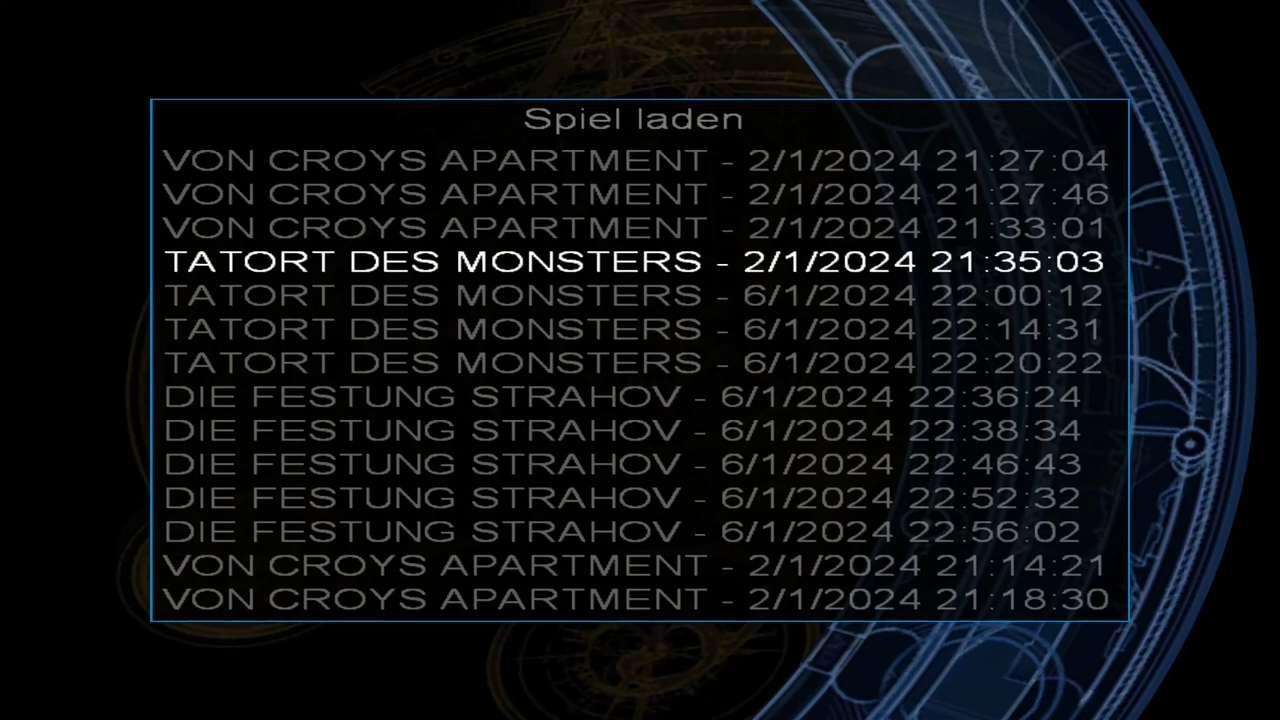 Spiel laden
VON CROYS APARTMENT - 2/1/2024 21:27:04
VON CROYS APARTMENT - 2/1/2024 21:27:46
VON CROYS APARTMENT - 2/1/2024 21:33:01
TATORT DES MONSTERS - 2/1/2024 21:35:03
TATORT DES MONSTERS - 6/1/2024 22:00:12
TATORT DES MONSTERS - 6/1/2024 22:14:31
TATORT DES MONSTERS - 6/1/2024 22:20:22
DIE FESTUNG STRAHOV - 6/1/2024 22:36:24
DIE FESTUNG STRAHOV - 6/1/2024 22:38:34
DIE FESTUNG STRAHOV - 6/1/2024 22:46:43
DIE FESTUNG STRAHOV - 6/1/2024 22:52:32
DIE FESTUNG STRAHOV - 6/1/2024 22:56:02
VON CROYS APARTMENT - 2/1/2024 21:14:21
VON CROYS APARTMENT - 2/1/2024 21:18:30